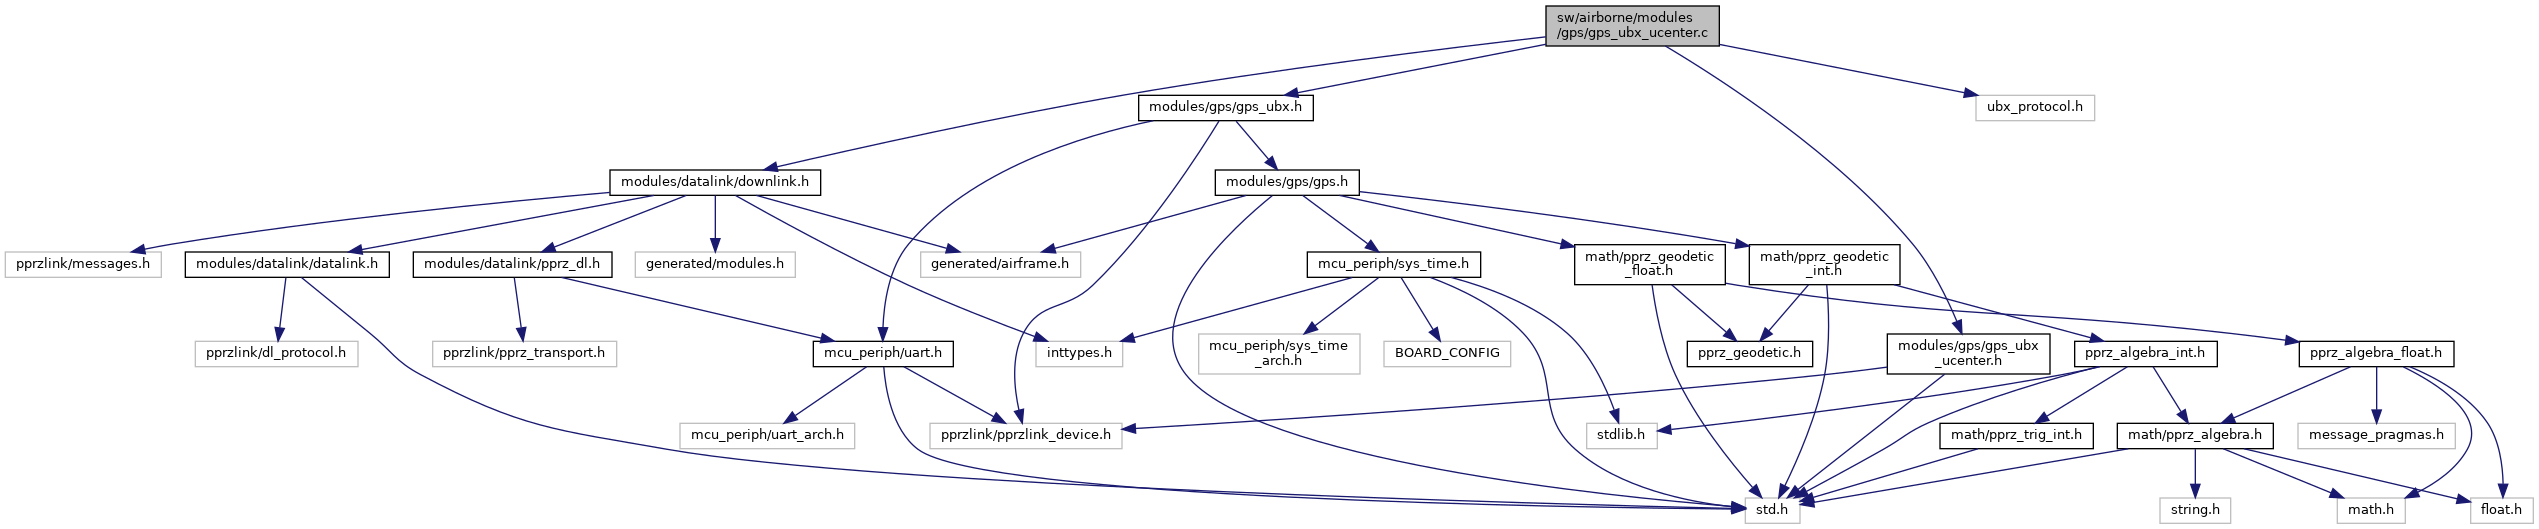 sw/airborne/modules
/gps/gps_ubx_ucenter.c
modules/gps/gps_ubx.h
ubx_protocol.h
modules/datalink/downlink.h
modules/gps/gps.h
pprzlink/messages.h
modules/datalink/datalink.h
modules/datalink/pprz_dl.h
generated/modules.h
generated/airframe.h
mcu_periph/sys_time.h
math/pprz_geodetic
_float.h
math/pprz_geodetic
_int.h
pprzlink/dl_protocol.h
pprzlink/pprz_transport.h
mcu_periph/uart.h
inttypes.h
mcu_periph/sys_time
_arch.h
BOARD_CONFIG
pprz_geodetic.h
modules/gps/gps_ubx
_ucenter.h
pprz_algebra_int.h
pprz_algebra_float.h
mcu_periph/uart_arch.h
pprzlink/pprzlink_device.h
stdlib.h
math/pprz_trig_int.h
math/pprz_algebra.h
message_pragmas.h
std.h
string.h
math.h
float.h